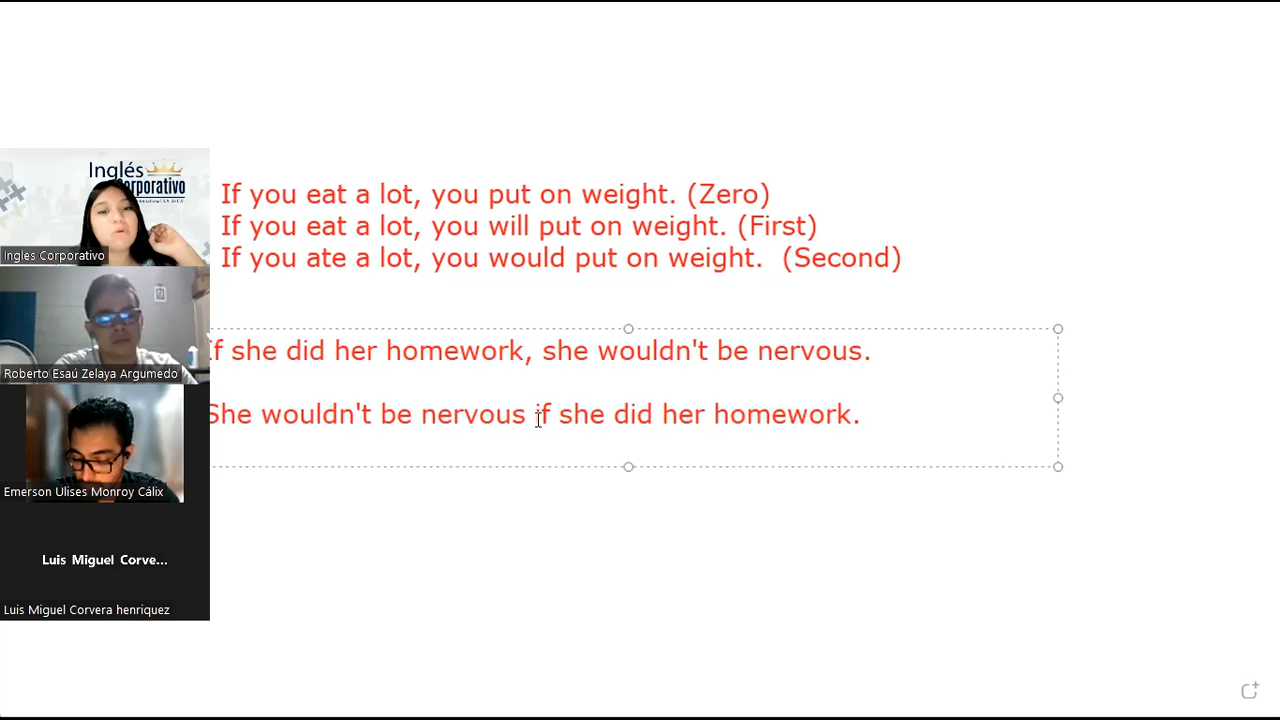 Inglés
Corporativo
If you eat a lot, you put on weight. (Zero)
If you eat a lot, you will put on weight. (First)
If you ate a lot, you would put on weight. (Second)
Ingles Corporativo
If she did her homework, she wouldn't be nervous.
Roberto Esaú Zelaya Argumedo
She wouldn't be nervous if she did her homework.
Emerson Ulises Monroy Cálix
Luis Miguel Corve...
Luis Miguel Corvera henriquez